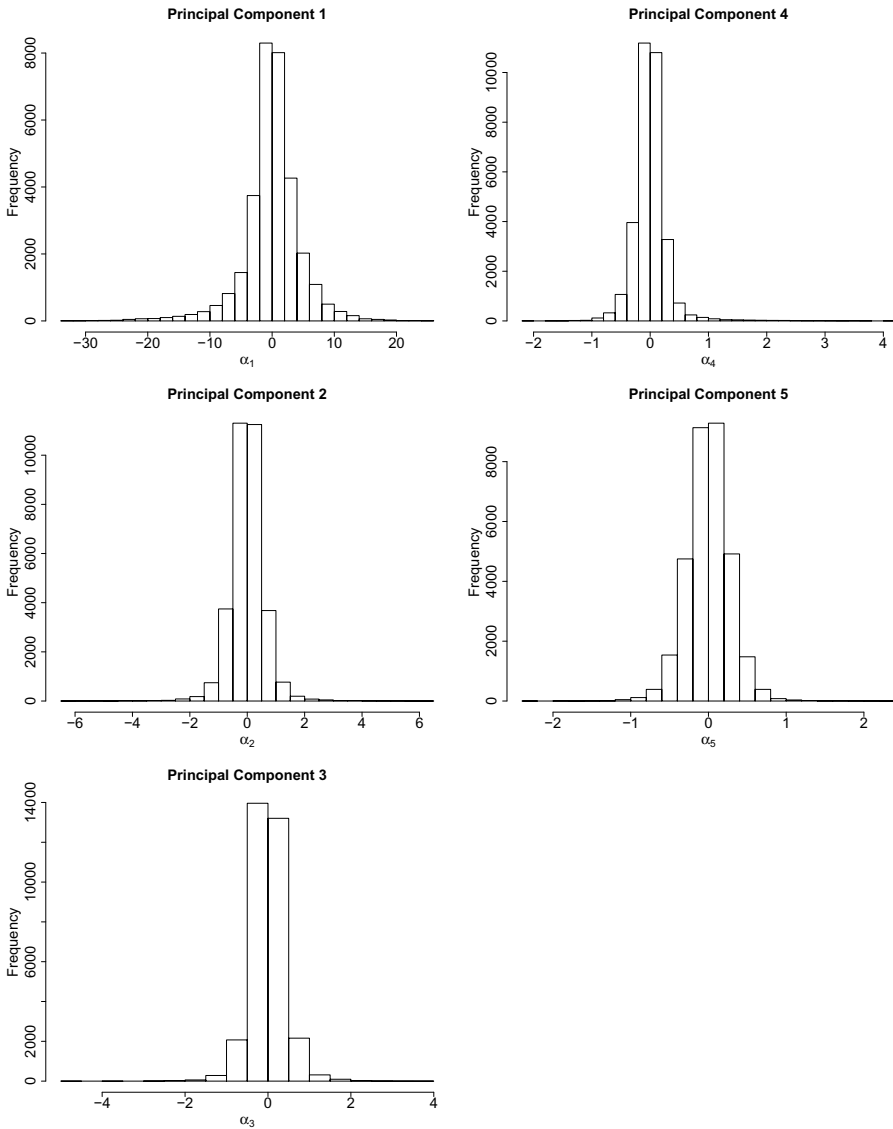 Principal Component 1
Frequency
0 2000 4000 6000 8000
−30 −20 −10 0 10 20
α1
Principal Component 4
Frequency
0 2000 4000 6000 8000 10000
−2 −1 0 1 2 3 4
α4
Principal Component 2
Frequency
0 2000 4000 6000 8000 10000
−6 −4 −2 0 2 4 6
α2
Principal Component 5
Frequency
0 2000 4000 6000 8000
−2 −1 0 1 2
α5
Principal Component 3
Frequency
0 2000 6000 10000 14000
−4 −2 0 2 4
α3